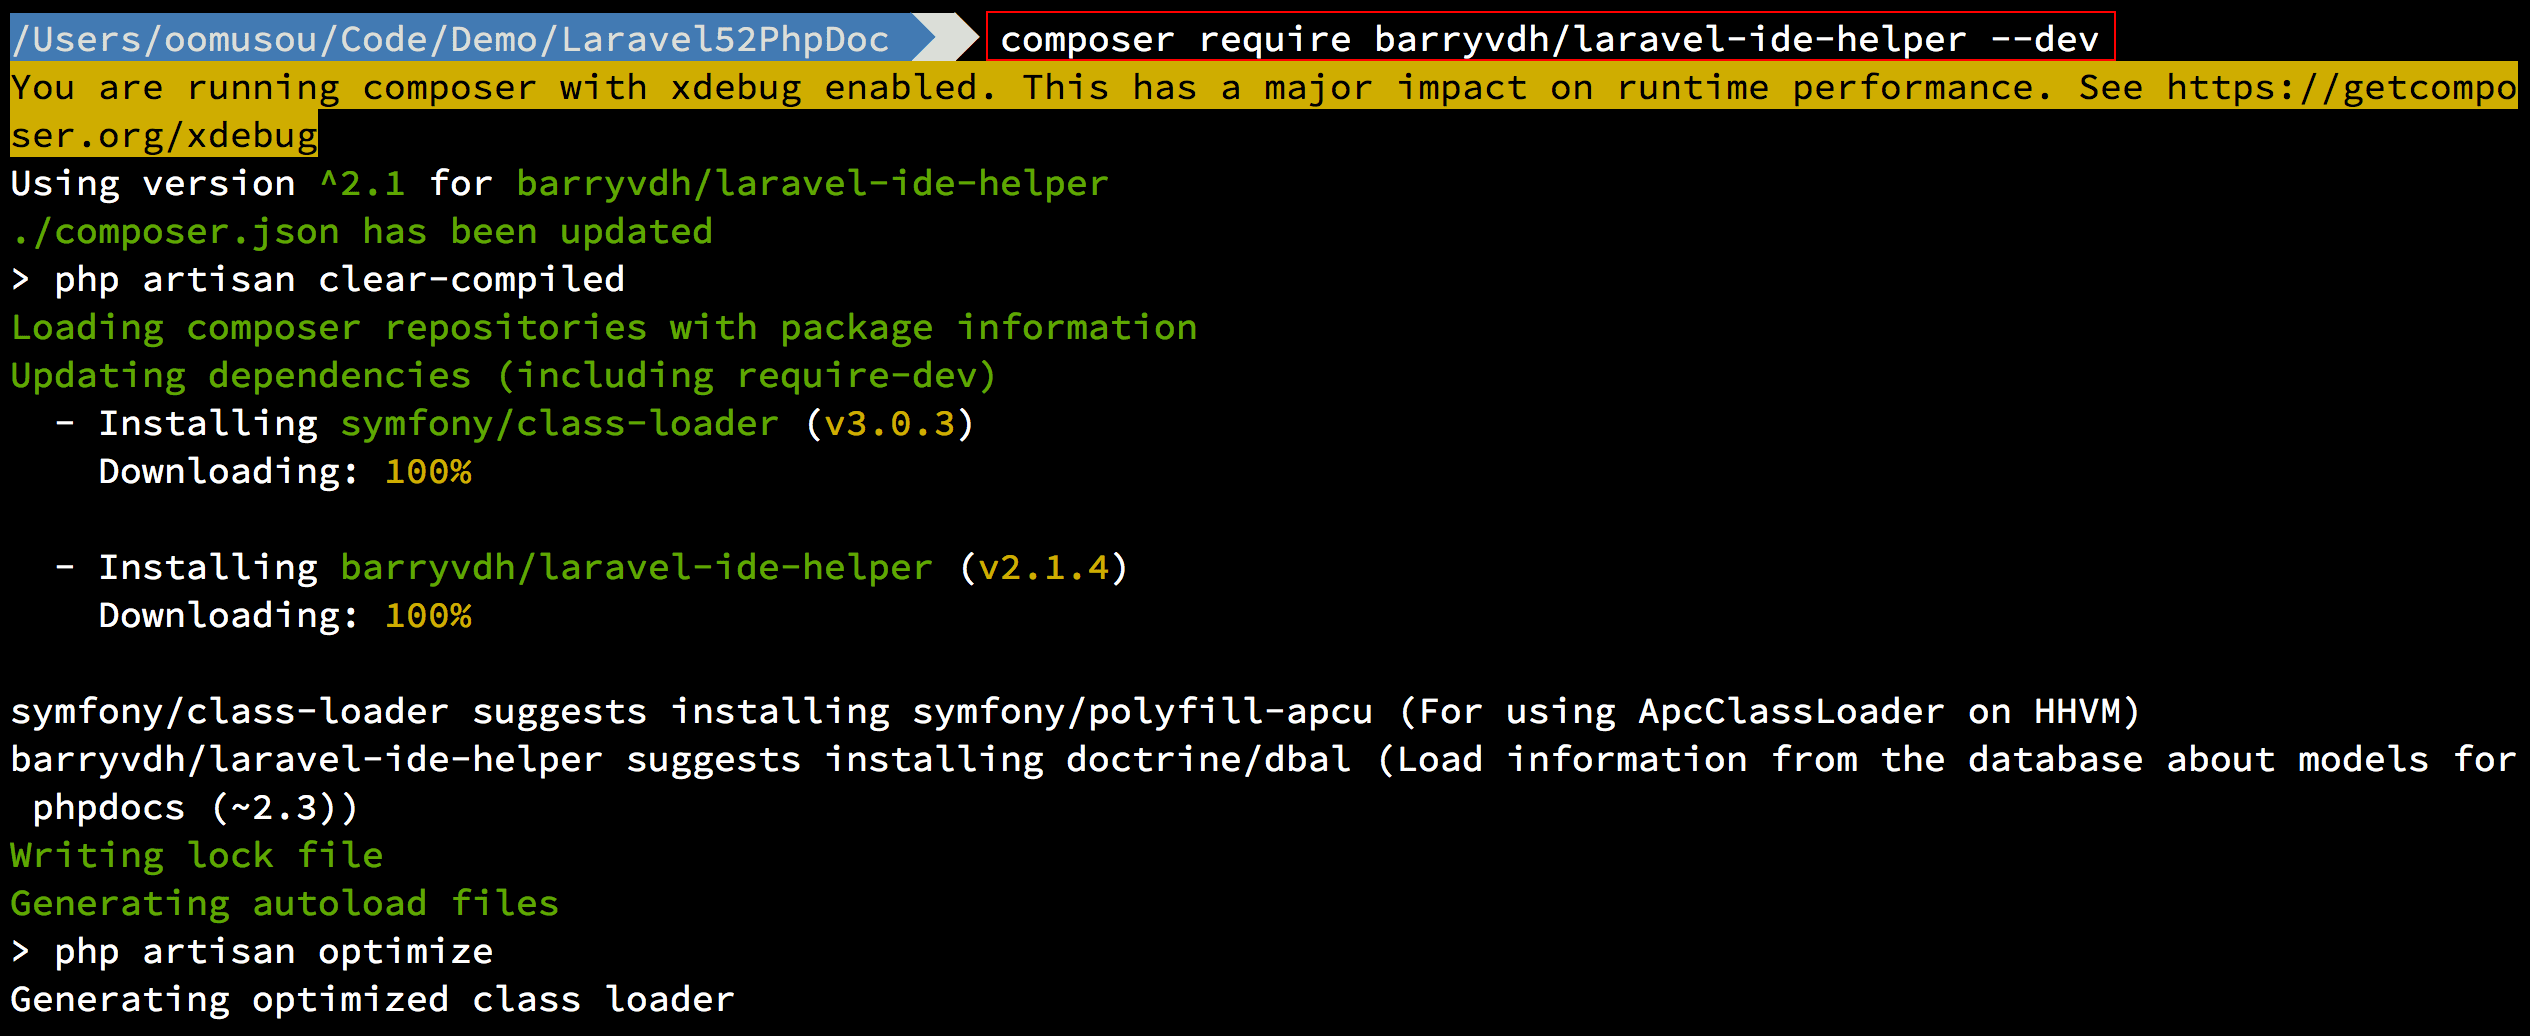 /Users/oomusou/Code/Demo/Laravel52PhpDoc composer require barryvdh/laravel-ide-helper --dev
You are running composer with xdebug enabled. This has a major impact on runtime performance. See https://getcompo
ser.org/xdebug
Using version ^2.1 for barryvdh/laravel-ide-helper
./composer.json has been updated
> php artisan clear-compiled
Loading composer repositories with package information
Updating dependencies (including require-dev)
  - Installing symfony/class-loader (v3.0.3)
    Downloading: 100%
  - Installing barryvdh/laravel-ide-helper (v2.1.4)
    Downloading: 100%
symfony/class-loader suggests installing symfony/polyfill-apcu (For using ApcClassLoader on HHVM)
barryvdh/laravel-ide-helper suggests installing doctrine/dbal (Load information from the database about models for
 phpdocs (~2.3))
Writing lock file
Generating autoload files
> php artisan optimize
Generating optimized class loader